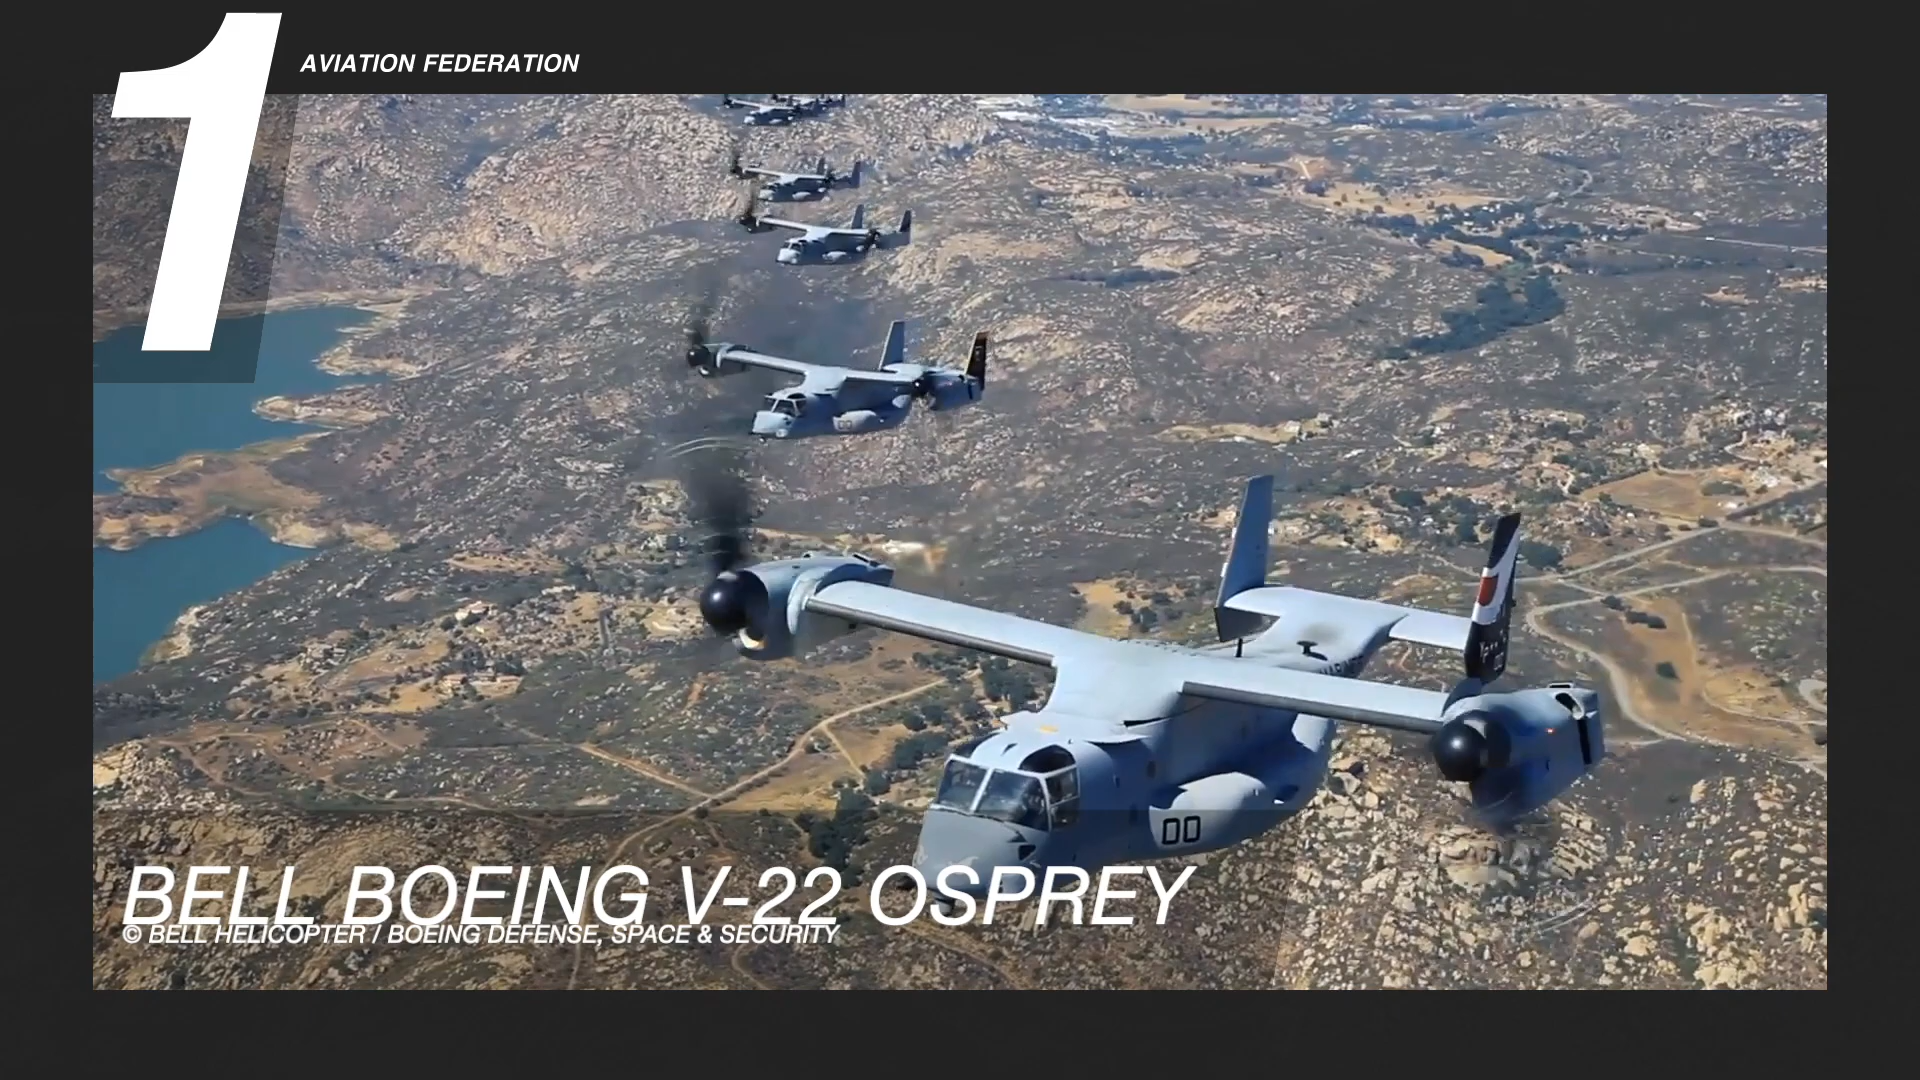 1
AVIATION FEDERATION
00
BELL BOEING V-22 OSPREY
© BELL HELICOPTER / BOEING DEFENSE, SPACE & SECURITY